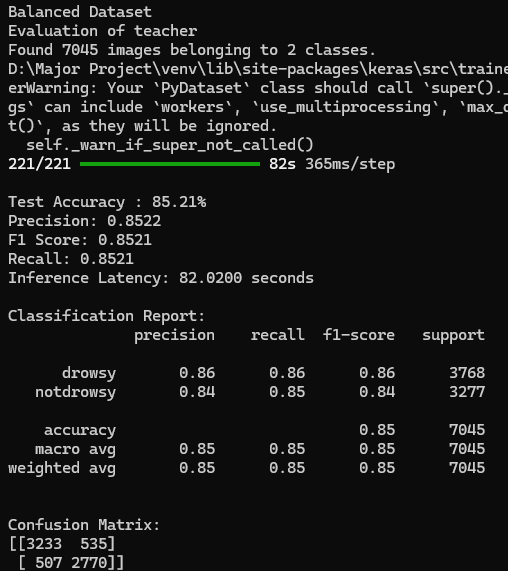 Balanced Dataset
Evaluation of teacher
Found 7045 images belonging to 2 classes.
D:\Major Project\venv\lib\site-packages\keras\src\traine
erWarning: Your `PyDataset` class should call `super()._
gs` can include `workers`, `use_multiprocessing`, `max_q
t()`, as they will be ignored.
  self._warn_if_super_not_called()
221/221 82s 365ms/step
Test Accuracy : 85.21%
Precision: 0.8522
F1 Score: 0.8521
Recall: 0.8521
Inference Latency: 82.0200 seconds
Classification Report:
precision recall f1-score support
drowsy 0.86 0.86 0.86 3768
notdrowsy 0.84 0.85 0.84 3277
accuracy 0.85 7045
macro avg 0.85 0.85 0.85 7045
weighted avg 0.85 0.85 0.85 7045
Confusion Matrix:
[[3233 535]
[ 507 2770]]